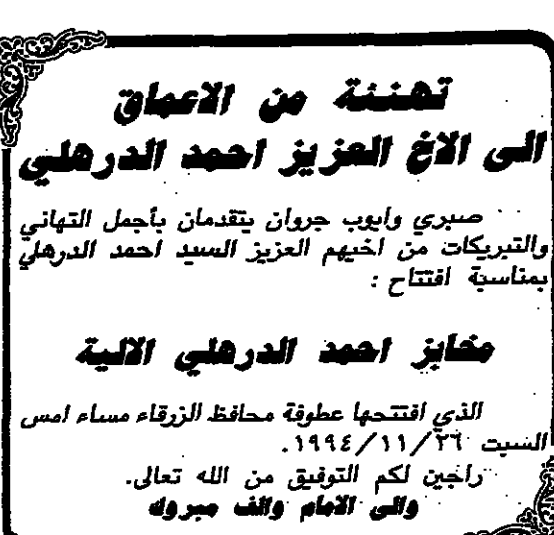 تهنئة من الاعماق
الى الاخ العزيز احمد الدرهلي
صبري وايوب جروان يتقدمان بأجمل التهاني
والتبريكات من اخيهم العزيز السيد احمد الدرهلي
بمناسبة افتتاح :
مخابز احمد الدرهلي الالية
الذي افتتحها عطوفة محافظ الزرقاء مساء امس
السبت ٢٦/١١/١٩٩٤.
راجين لكم التوفيق من الله تعالى.
والى الامام والف مبروك